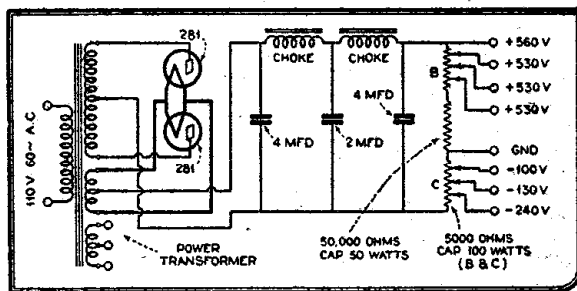 281
281
110 V 60~ A.C
POWER
TRANSFORMER
CHOKE
CHOKE
4 MFD
2 MFD
4 MFD
B
C
50,000 OHMS
CAP 50 WATTS
5000 OHMS
CAP 100 WATTS
(B & C)
+560 V
+530 V
+530 V
+530 V
GND
-100 V
-130 V
-240 V